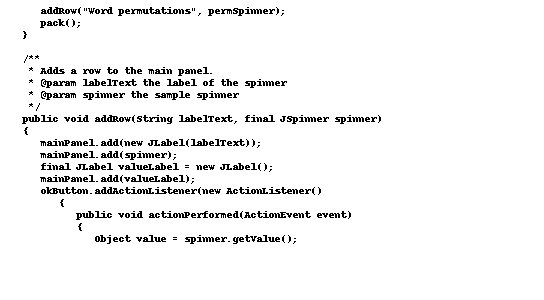 addRow("Word permutations", permSpinner);
pack();
}
/**
* Adds a row to the main panel.
* @param labelText the label of the spinner
* @param spinner the sample spinner
*/
public void addRow(String labelText, final JSpinner spinner)
{
mainPanel.add(new JLabel(labelText));
mainPanel.add(spinner);
final JLabel valueLabel = new JLabel();
mainPanel.add(valueLabel);
okButton.addActionListener(new ActionListener()
{
public void actionPerformed(ActionEvent event)
{
Object value = spinner.getValue();